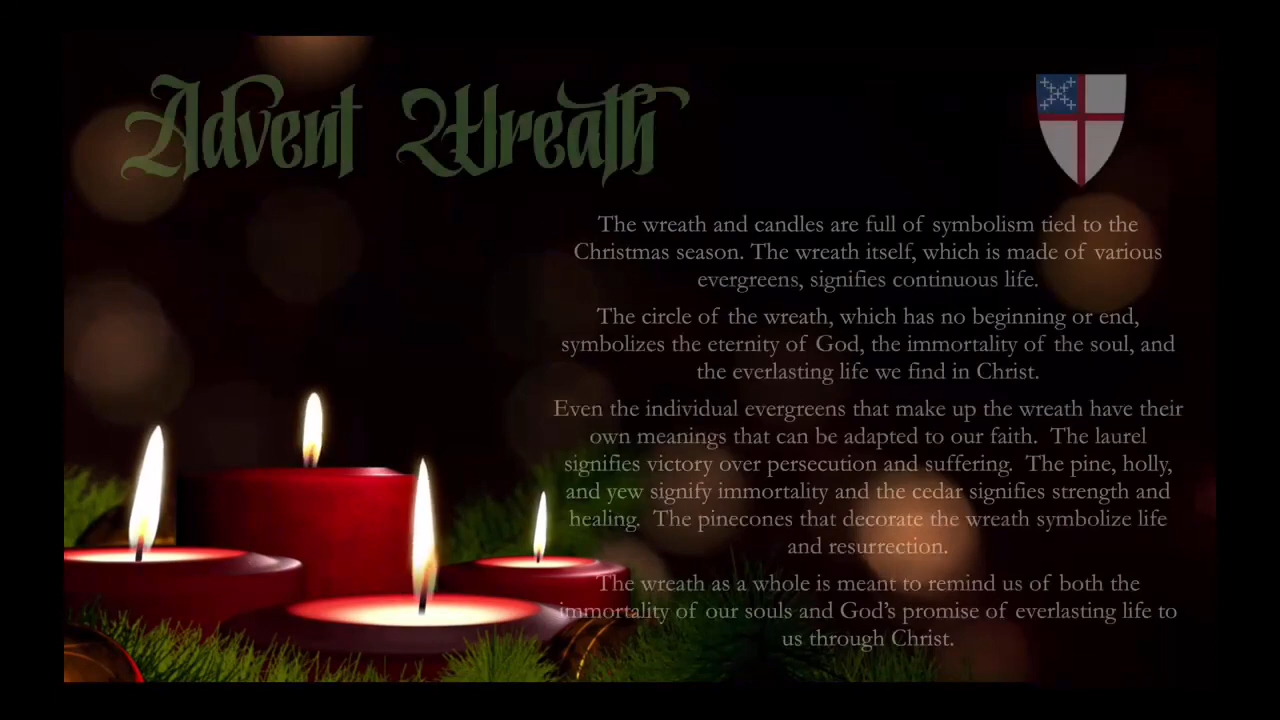 Advent Wreath
The wreath and candles are full of symbolism tied to the
Christmas season. The wreath itself, which is made of various
evergreens, signifies continuous life.
The circle of the wreath, which has no beginning or end,
symbolizes the eternity of God, the immortality of the soul, and
the everlasting life we find in Christ.
Even the individual evergreens that make up the wreath have their
own meanings that can be adapted to our faith. The laurel
signifies victory over persecution and suffering. The pine, holly,
and yew signify immortality and the cedar signifies strength and
healing. The pinecones that decorate the wreath symbolize life
and resurrection.
The wreath as a whole is meant to remind us of both the
immortality of our souls and God's promise of everlasting life to
us through Christ.